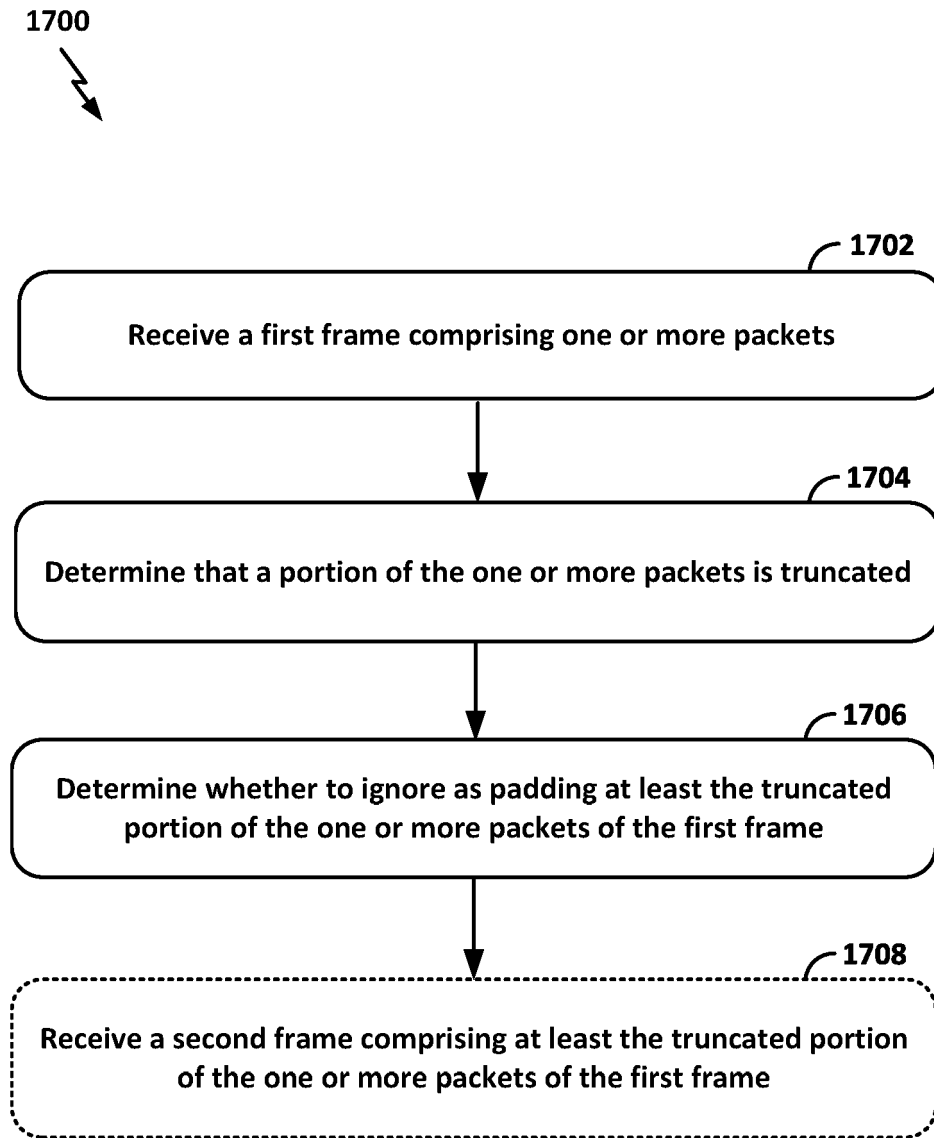 1700
1702
Receive a first frame comprising one or more packets
1704
Determine that a portion of the one or more packets is truncated
1706
Determine whether to ignore as padding at least the truncated
portion of the one or more packets of the first frame
1708
Receive a second frame comprising at least the truncated portion
of the one or more packets of the first frame